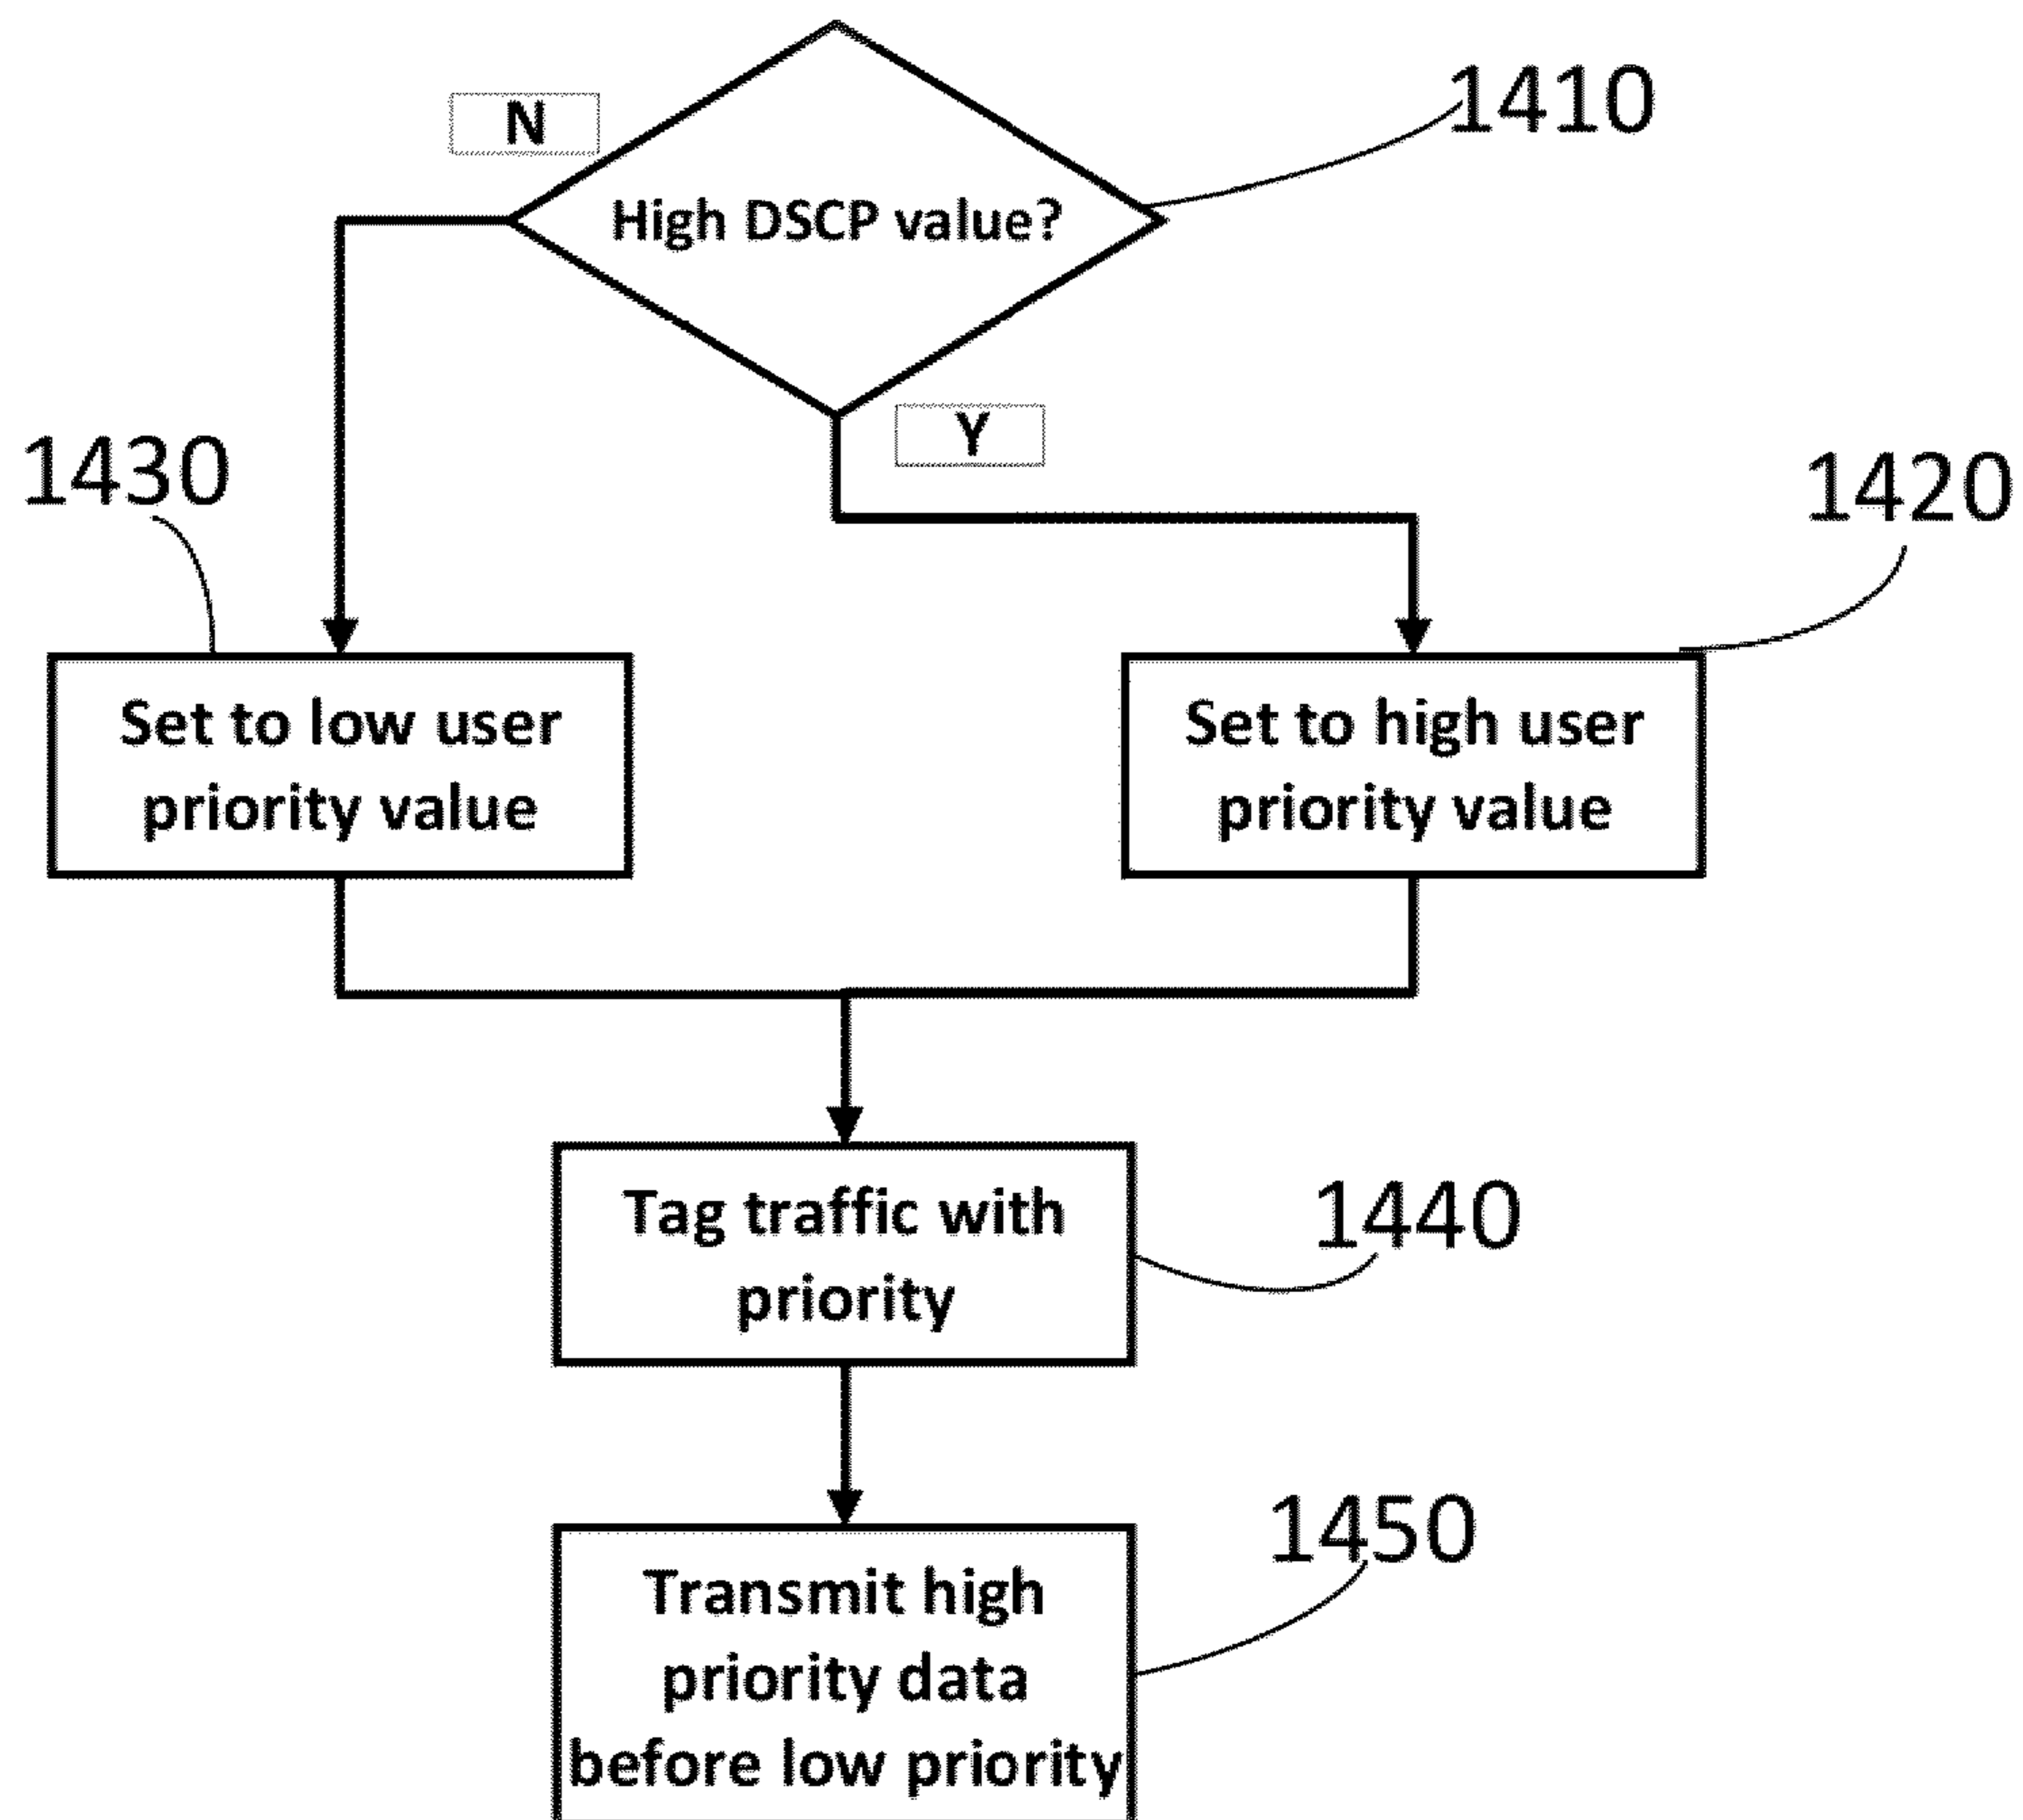 N
1410
High DSCP value?
Y
1430
1420
Set to low user
priority value
Set to high user
priority value
Tag traffic with
priority
1440
1450
Transmit high
priority data
before low priority